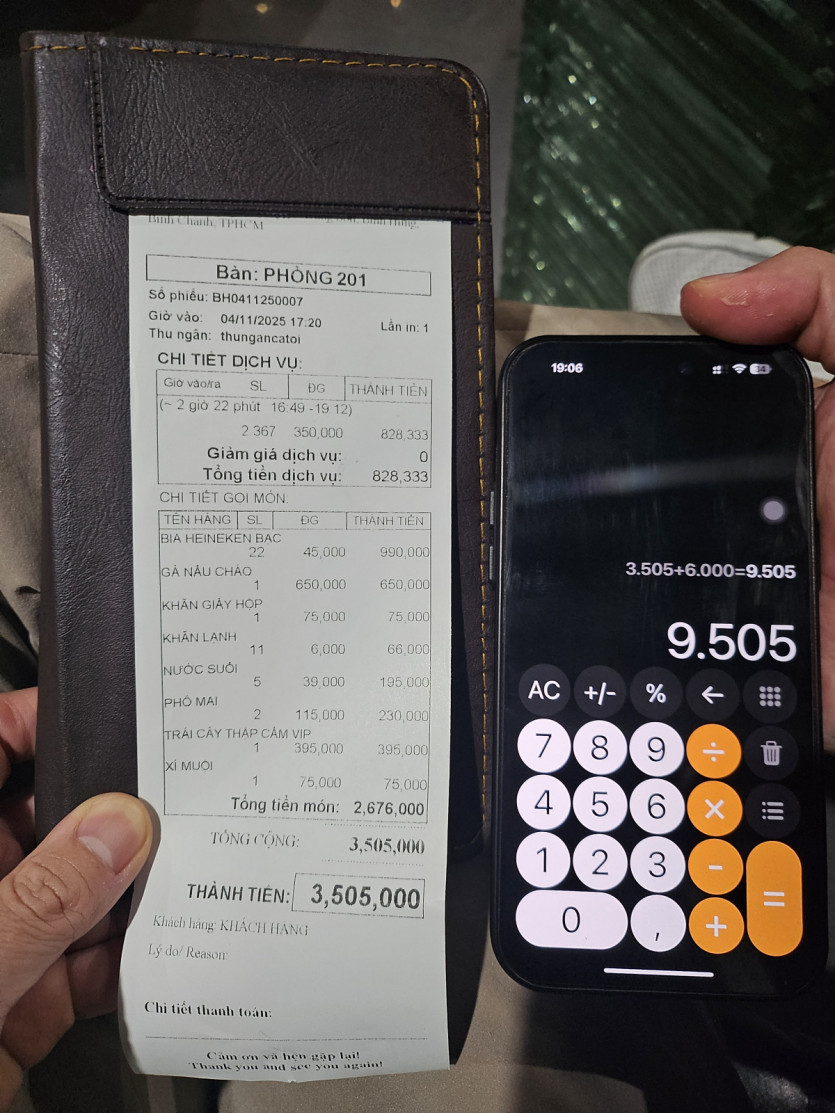 Bình Chánh, TPHCM
Bàn: PHÒNG 201
Số phiếu: BH0411250007
Giờ vào: 04/11/2025 17:20 Lần in: 1
Thu ngân: thungancatoi
CHI TIẾT DỊCH VỤ:
Giờ vào/ra SL ĐG THÀNH TIỀN
(~ 2 giờ 22 phút 16:49 -19:12)
2.367 350,000 828,333
Giảm giá dịch vụ: 0
Tổng tiền dịch vụ: 828,333
CHI TIẾT GỌI MÓN.
TÊN HÀNG SL ĐG THÀNH TIỀN
BIA HEINEKEN BẠC
22 45,000 990,000
GÀ NẤU CHÁO
1 650,000 650,000
KHĂN GIẤY HỘP
1 75,000 75,000
KHĂN LẠNH
11 6,000 66,000
NƯỚC SUỐI
5 39,000 195,000
PHÔ MAI
2 115,000 230,000
TRÁI CÂY THẬP CẨM VIP
1 395,000 395,000
XÍ MUỘI
1 75,000 75,000
Tổng tiền món: 2,676,000
TỔNG CỘNG: 3,505,000
THÀNH TIỀN: 3,505,000
Khách hàng: KHÁCH HÀNG
Lý do/ Reason:
Chi tiết thanh toán:
Cảm ơn và hẹn gặp lại!
Thank you and see you again!
19:06 14
3.505+6.000=9.505
9.505
AC +/- % ←
7 8 9 ÷
4 5 6 ×
1 2 3 -
0 , + =